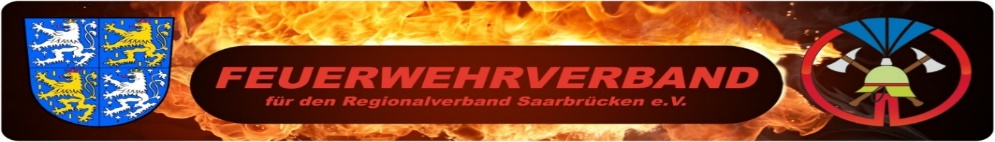 FEUERWEHRVERBAND
für den Regionalverband Saarbrücken e.V.